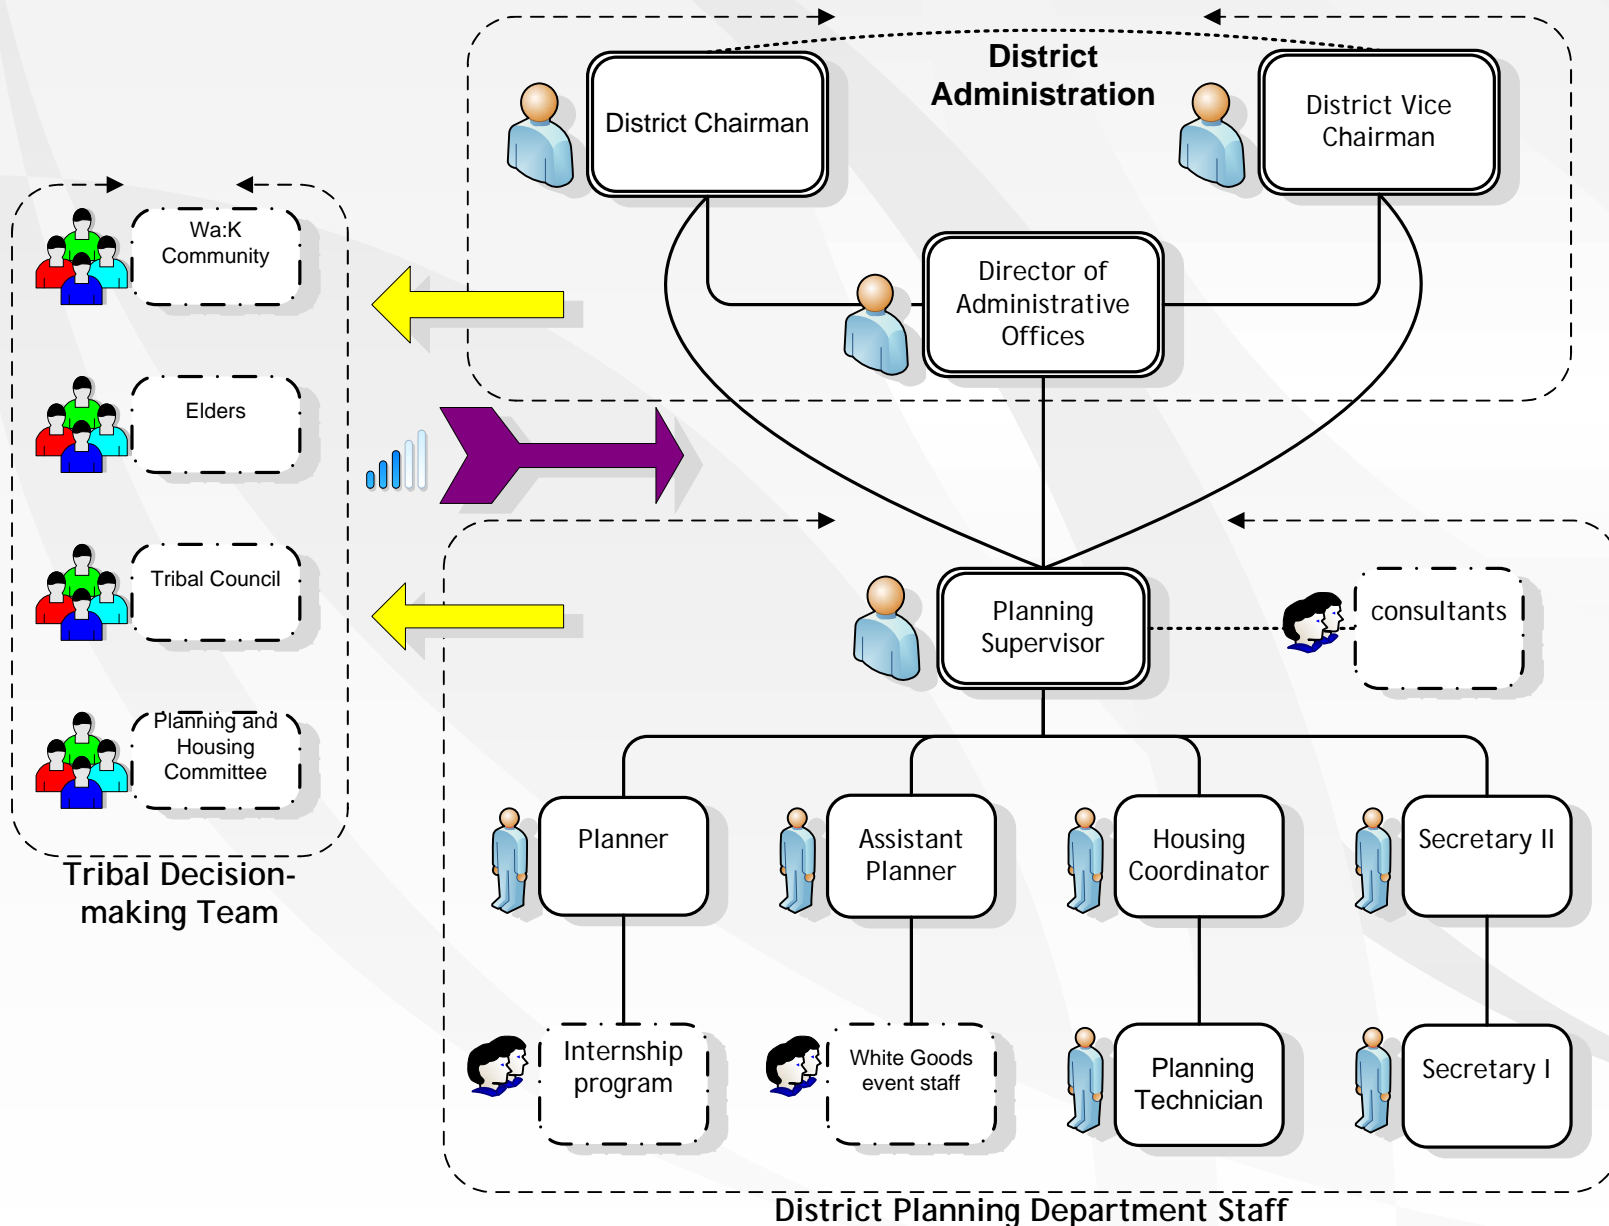 District
Administration
District Chairman
District Vice
Chairman
Director of
Administrative
Offices
Wa:K
Community
Elders
Tribal Council
Planning and
Housing
Committee
Tribal Decision-
making Team
Planning
Supervisor
consultants
Planner
Assistant
Planner
Housing
Coordinator
Secretary II
Internship
program
White Goods
event staff
Planning
Technician
Secretary I
District Planning Department Staff